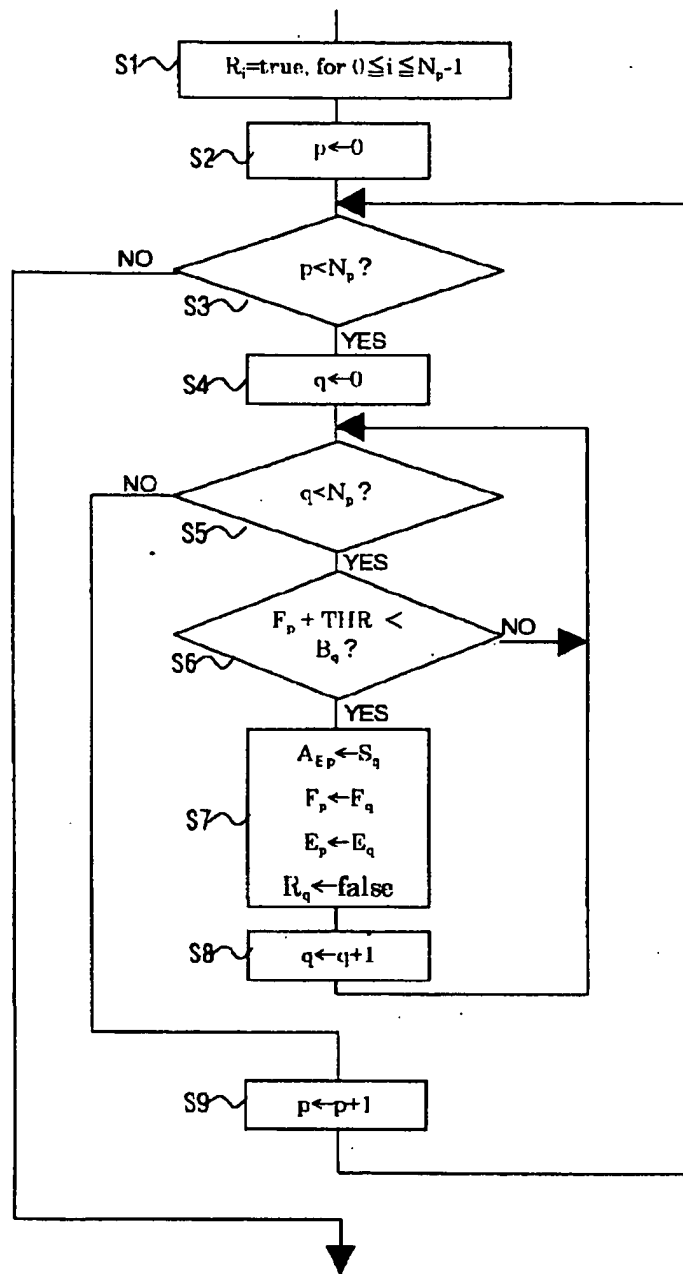 S1 R_i=true, for 0≦i≦N_p-1
S2 p←0
NO p<N_p?
S3
YES
S4 q←0
NO q<N_p?
S5
YES
F_p + THR < NO
B_q?
S6
YES
A_Ep←S_q
F_p←F_q
S7
E_p←E_q
R_q←false
S8 q←q+1
S9 p←p+1